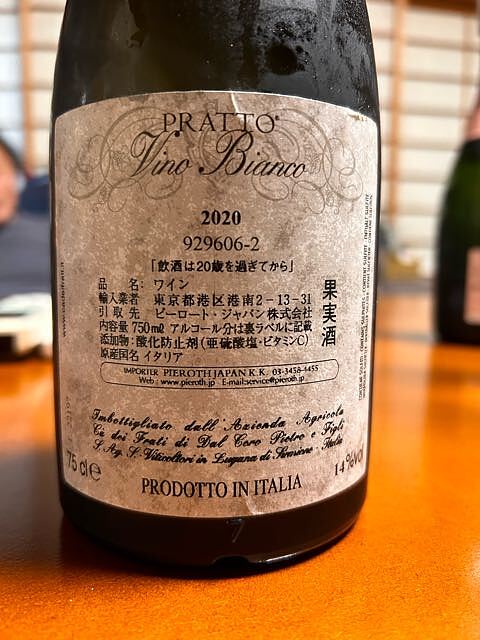 PRATTO®
Vino Bianco
2020
929606-2
「飲酒は20歳を過ぎてから」
品 名: ワイン
輸入業者 東京都港区港南2-13-31
引 取 先 ピーロート・ジャパン株式会社
内容量 750ml アルコール分は裏ラベルに記載
添加物: 酸化防止剤(亜硫酸塩・ビタミンC)
原産国名 イタリア
果実酒
IMPORTER PIEROTH JAPAN K.K. 03-3458-4455
Web : www.pieroth.jp E-mail:service@pieroth.jp
Imbottigliato dall'Azienda Agricola
Cà dei Frati di Dal Cero Pietro e Figli
S. Ag. S. Viticoltori in Lugana di Sirmione - Italia
75 cl e
14%vol
PRODOTTO IN ITALIA